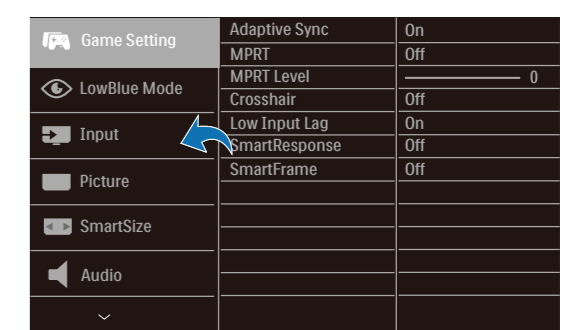 Game Setting
LowBlue Mode
Input
Picture
SmartSize
Audio
Adaptive Sync On
MPRT Off
MPRT Level 0
Crosshair Off
Low Input Lag On
SmartResponse Off
SmartFrame Off